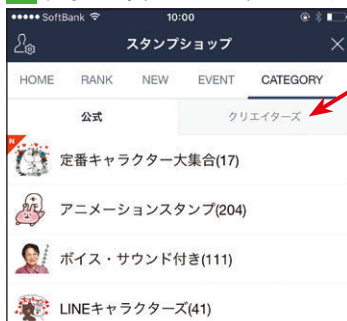 SoftBank 10:00
スタンプショップ
HOME RANK NEW EVENT CATEGORY
公式 クリエイターズ
N
定番キャラクター大集合(17)
アニメーションスタンプ(204)
ボイス・サウンド付き(111)
LINEキャラクターズ(41)